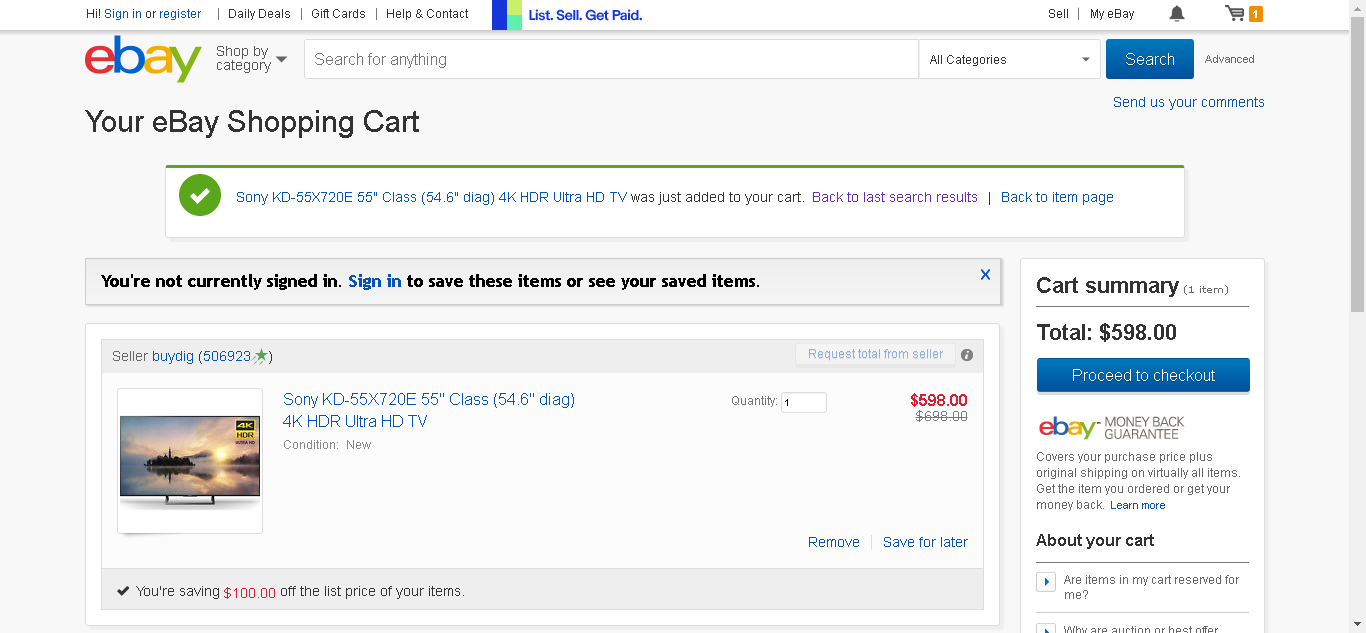 Hi! Sign in or register | Daily Deals | Gift Cards | Help & Contact
List. Sell. Get Paid.
Sell | My eBay
1
ebay
Shop by
category
Search for anything
All Categories
Search
Advanced
Send us your comments
Your eBay Shopping Cart
Sony KD-55X720E 55" Class (54.6" diag) 4K HDR Ultra HD TV was just added to your cart. Back to last search results | Back to item page
You're not currently signed in. Sign in to save these items or see your saved items.
X
Seller buydig (506923)
Request total from seller
i
4K
HDR
ULTRA HD
Sony KD-55X720E 55" Class (54.6" diag)
4K HDR Ultra HD TV
Condition: New
Quantity: 1
$598.00
$698.00
Remove | Save for later
You're saving $100.00 off the list price of your items.
Cart summary (1 item)
Total: $598.00
Proceed to checkout
ebay™ MONEY BACK
GUARANTEE
Covers your purchase price plus
original shipping on virtually all items.
Get the item you ordered or get your
money back. Learn more
About your cart
Are items in my cart reserved for
me?
Why are auction or best offer